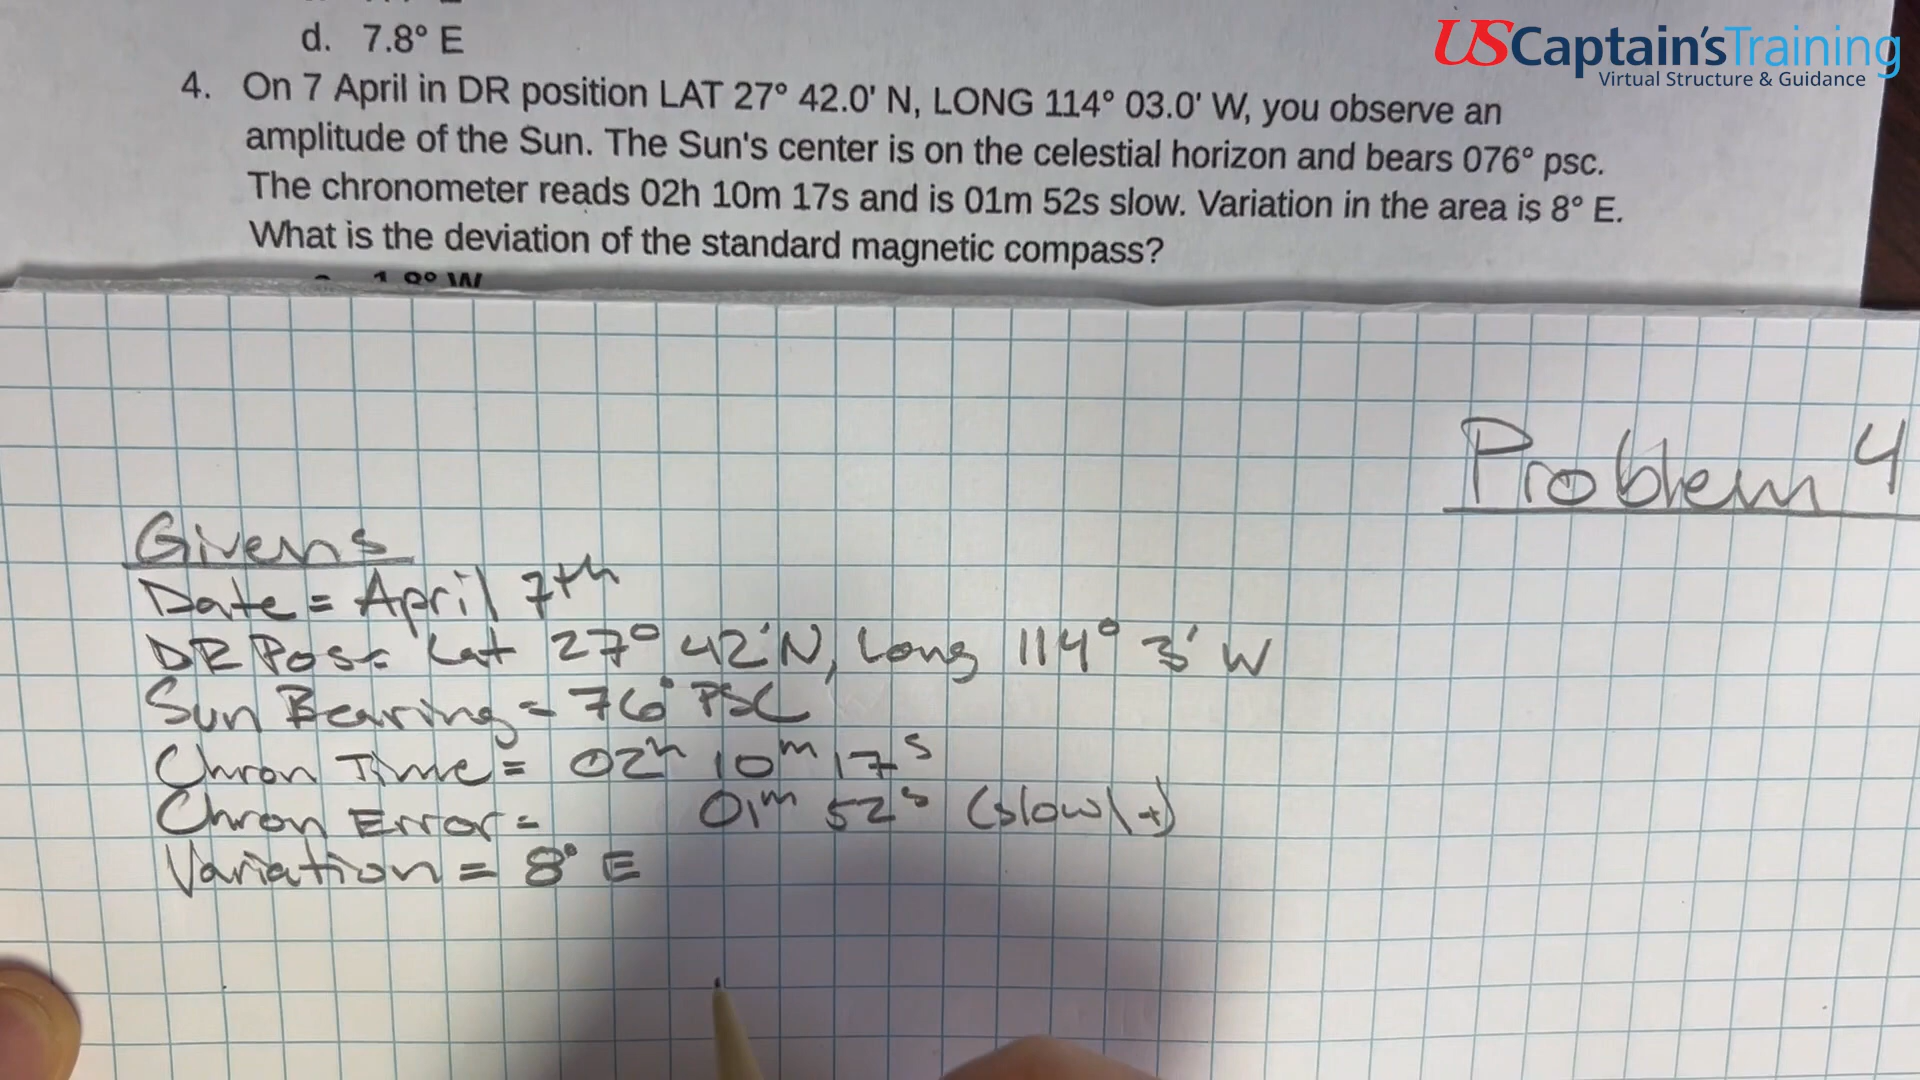 USCaptain'sTraining
Virtual Structure & Guidance
d. 7.8° E
4. On 7 April in DR position LAT 27° 42.0' N, LONG 114° 03.0' W, you observe an
amplitude of the Sun. The Sun's center is on the celestial horizon and bears 076° psc.
The chronometer reads 02h 10m 17s and is 01m 52s slow. Variation in the area is 8° E.
What is the deviation of the standard magnetic compass?
Problem 4
Givens
Date = April 7th
DR Pos = Lat 27° 42' N, Long 114° 3' W
Sun Bearing = 76° PSC
Chron Time = 02h 10m 17s
Chron Error = 01m 52s (slow \ +)
Variation = 8° E